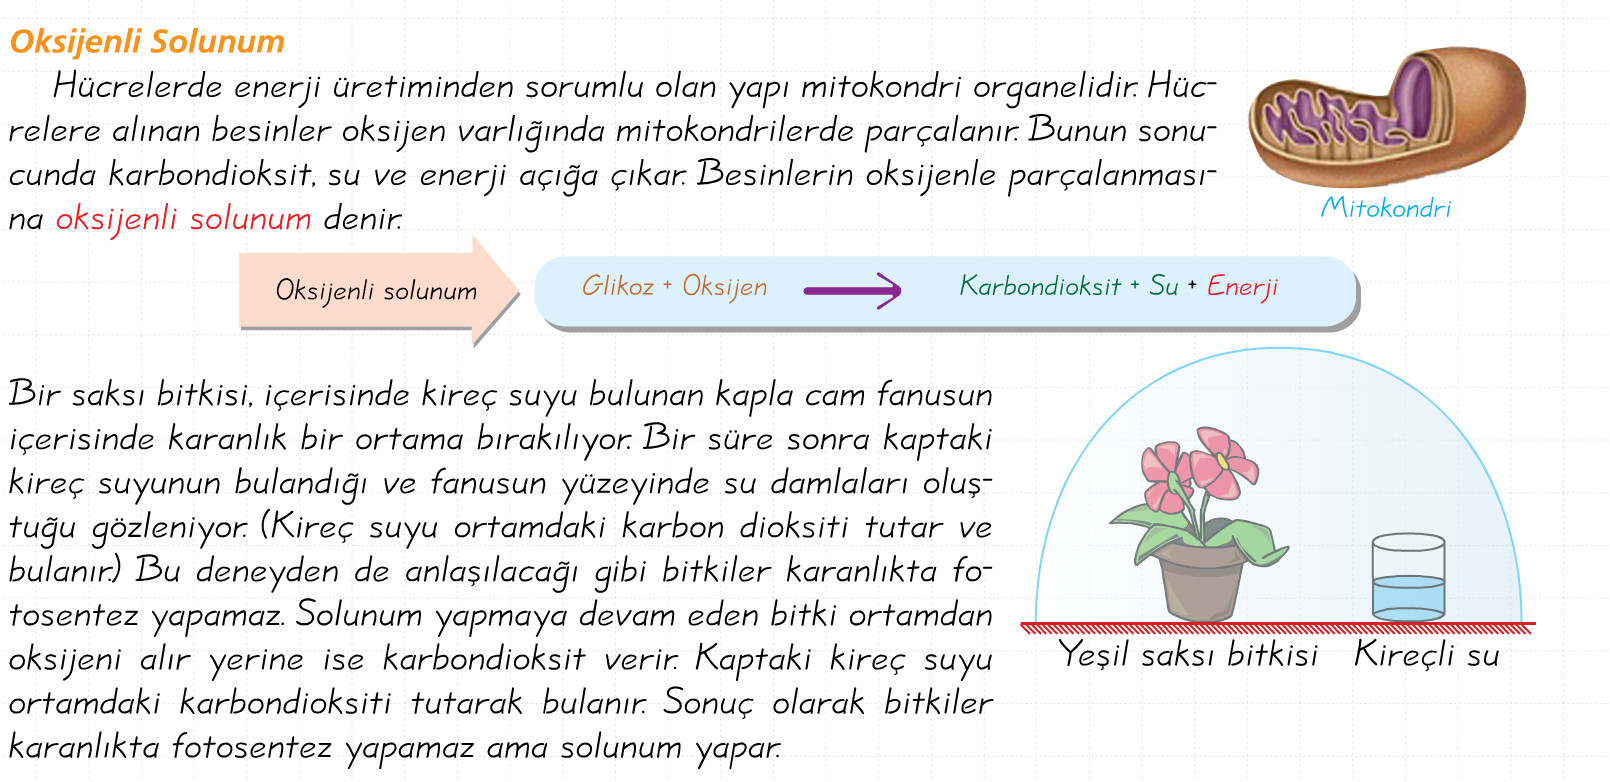 Oksijenli Solunum
Hücrelerde enerji üretiminden sorumlu olan yapı mitokondri organelidir. Hüc-
relere alınan besinler oksijen varlığında mitokondrilerde parçalanır. Bunun sonu-
cunda karbondioksit, su ve enerji açığa çıkar. Besinlerin oksijenle parçalanması-
na oksijenli solunum denir.
Mitokondri
Oksijenli solunum
Glikoz + Oksijen
Karbondioksit + Su + Enerji
Bir saksı bitkisi, içerisinde kireç suyu bulunan kapla cam fanusun
içerisinde karanlık bir ortama bırakılıyor. Bir süre sonra kaptaki
kireç suyunun bulandığı ve fanusun yüzeyinde su damlaları oluş-
tuğu gözleniyor. (Kireç suyu ortamdaki karbon dioksiti tutar ve
bulanır.) Bu deneyden de anlaşılacağı gibi bitkiler karanlıkta fo-
tosentez yapamaz. Solunum yapmaya devam eden bitki ortamdan
oksijeni alır yerine ise karbondioksit verir. Kaptaki kireç suyu
ortamdaki karbondioksiti tutarak bulanır. Sonuç olarak bitkiler
karanlıkta fotosentez yapamaz ama solunum yapar.
Yeşil saksı bitkisi
Kireçli su